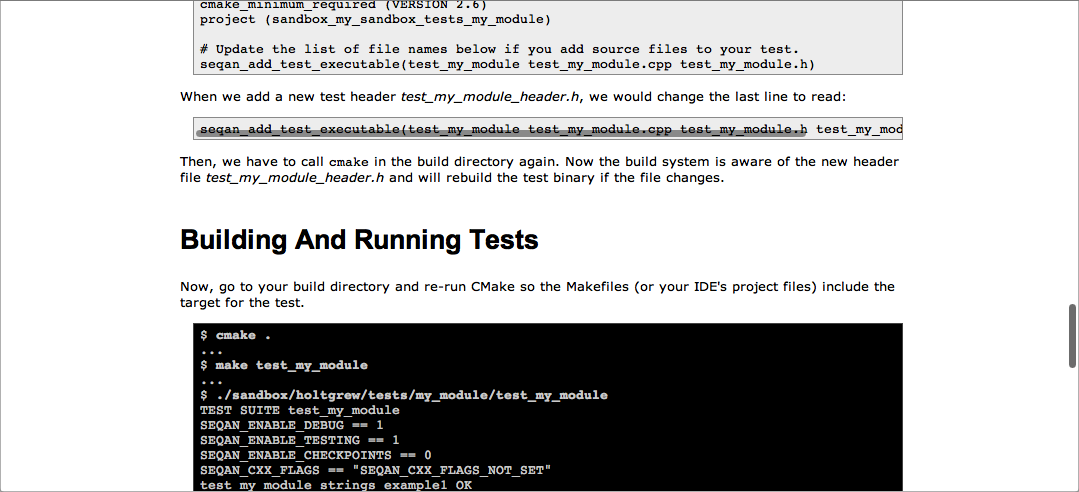 cmake_minimum_required (VERSION 2.6)
project (sandbox_my_sandbox_tests_my_module)
# Update the list of file names below if you add source files to your test.
seqan_add_test_executable(test_my_module test_my_module.cpp test_my_module.h)
When we add a new test header test_my_module_header.h, we would change the last line to read:
seqan_add_test_executable(test_my_module test_my_module.cpp test_my_module.h test_my_mod
Then, we have to call cmake in the build directory again. Now the build system is aware of the new header
file test_my_module_header.h and will rebuild the test binary if the file changes.
Building And Running Tests
Now, go to your build directory and re-run CMake so the Makefiles (or your IDE's project files) include the
target for the test.
$ cmake .
...
$ make test_my_module
...
$ ./sandbox/holtgrew/tests/my_module/test_my_module
TEST SUITE test_my_module
SEQAN_ENABLE_DEBUG == 1
SEQAN_ENABLE_TESTING == 1
SEQAN_ENABLE_CHECKPOINTS == 0
SEQAN_CXX_FLAGS == "SEQAN_CXX_FLAGS_NOT_SET"
test_my_module_strings_example1 OK